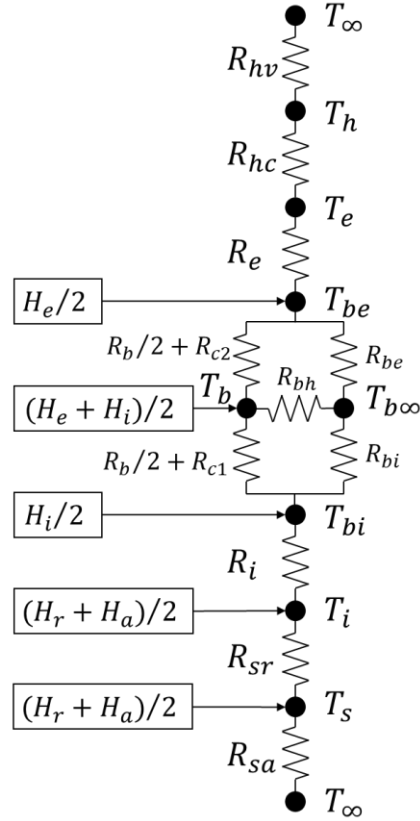 T∞
R_hv
T_h
R_hc
T_e
R_e
H_e/2
T_be
R_b/2 + R_c2
R_be
T_b
R_bh
(H_e + H_i)/2
T_b∞
R_b/2 + R_c1
R_bi
H_i/2
T_bi
R_i
(H_r + H_a)/2
T_i
R_sr
(H_r + H_a)/2
T_s
R_sa
T∞